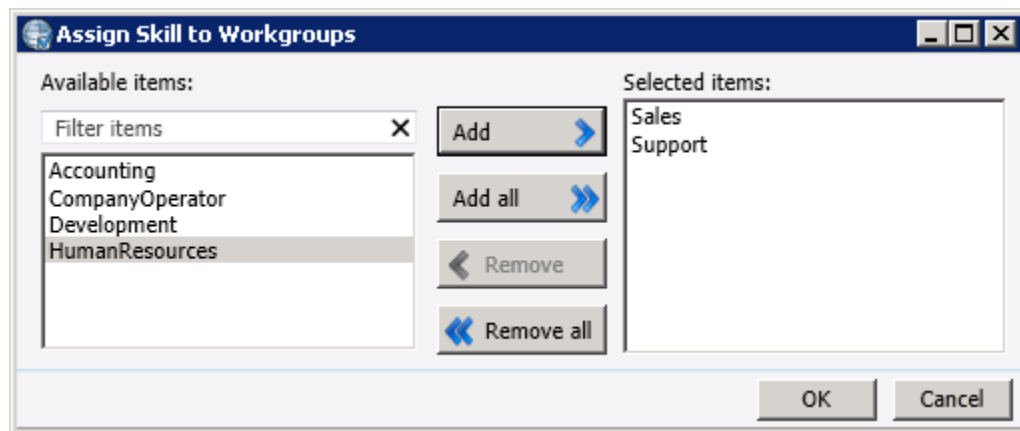 Assign Skill to Workgroups
Available items:
Filter items
Accounting
CompanyOperator
Development
HumanResources
Add
Add all
Remove
Remove all
Selected items:
Sales
Support
OK
Cancel